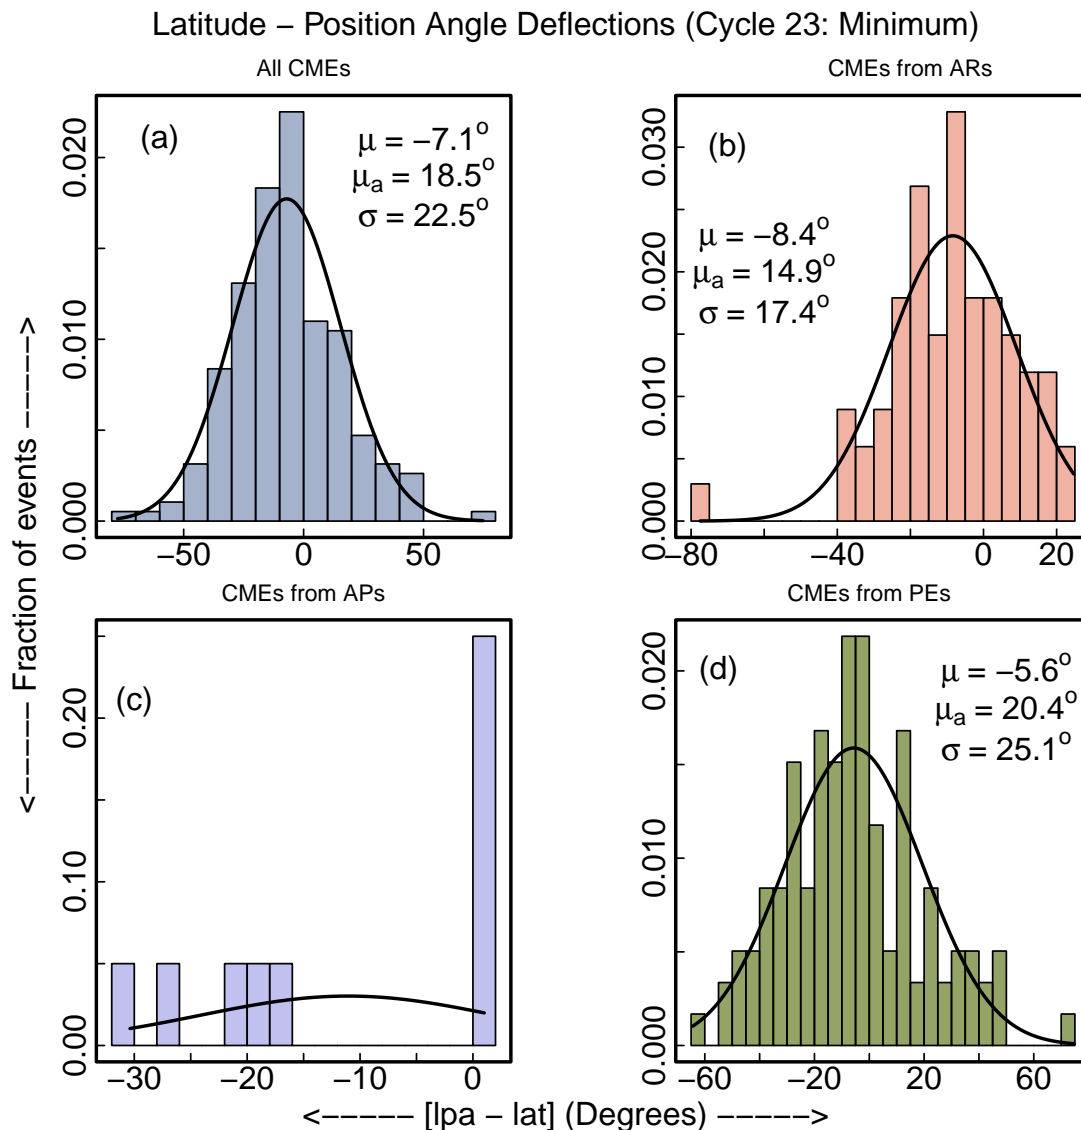 Latitude – Position Angle Deflections (Cycle 23: Minimum)
All CMEs
(a)
μ = −7.1°
μa = 18.5°
σ = 22.5°
0.020
0.010
0.000
−50
0
50
CMEs from ARs
(b)
μ = −8.4°
μa = 14.9°
σ = 17.4°
0.030
0.020
0.010
0.000
−80
−40
0
20
CMEs from APs
(c)
0.20
0.10
0.00
−30
−20
−10
0
CMEs from PEs
(d)
μ = −5.6°
μa = 20.4°
σ = 25.1°
0.020
0.010
0.000
−60
−20
20
60
<−−−−− Fraction of events −−−−−>
<−−−−− [lpa − lat] (Degrees) −−−−−>